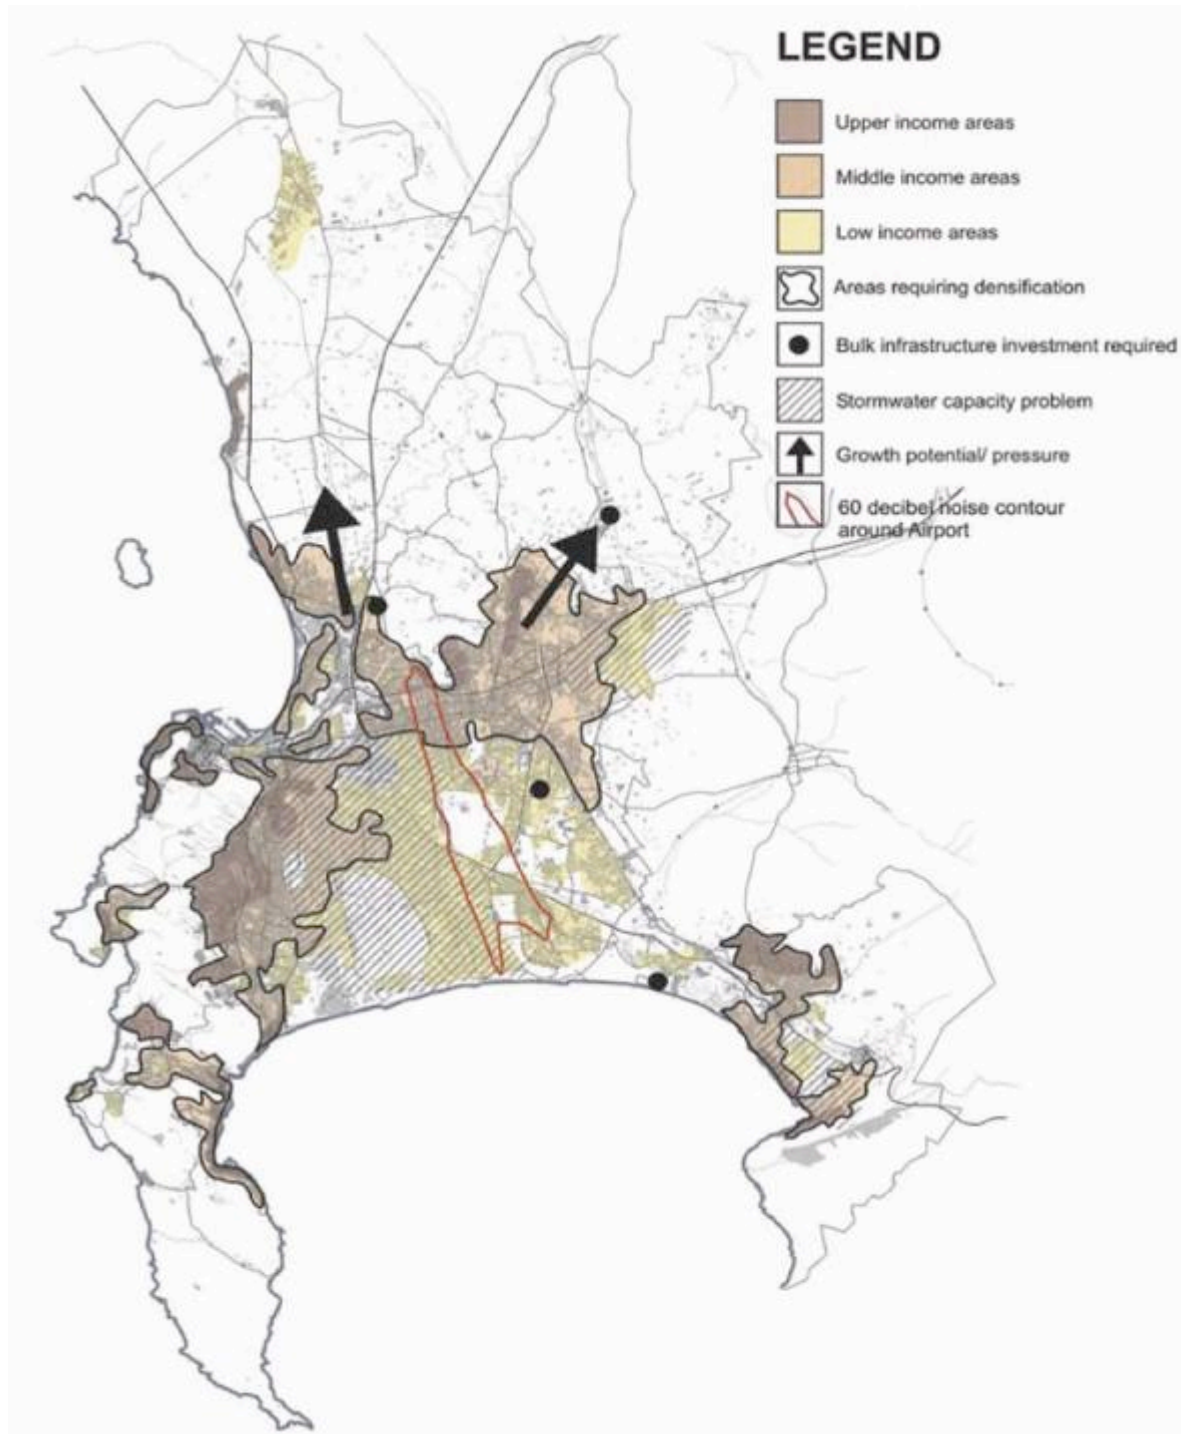 LEGEND
Upper income areas
Middle income areas
Low income areas
Areas requiring densification
Bulk infrastructure investment required
Stormwater capacity problem
Growth potential/ pressure
60 decibel noise contour
around Airport